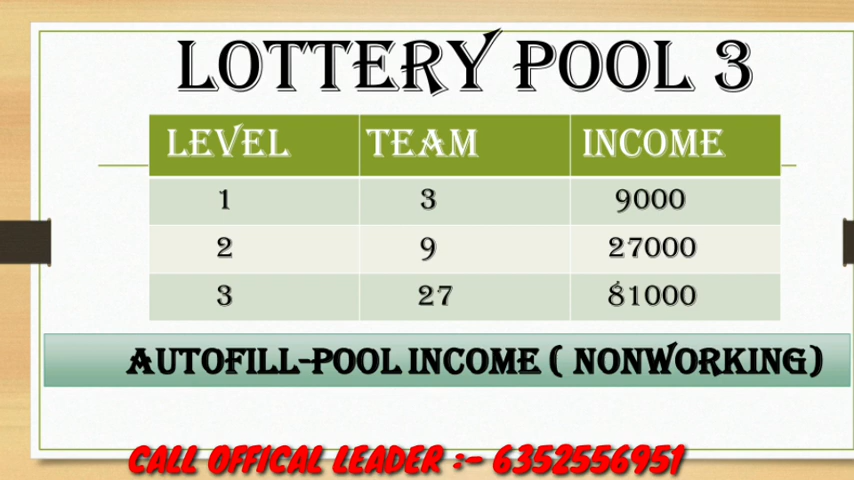 LOTTERY POOL 3
LEVEL TEAM INCOME
1 3 9000
2 9 27000
3 27 81000
AUTOFILL-POOL INCOME ( NONWORKING)
CALL OFFICAL LEADER :- 6352556951